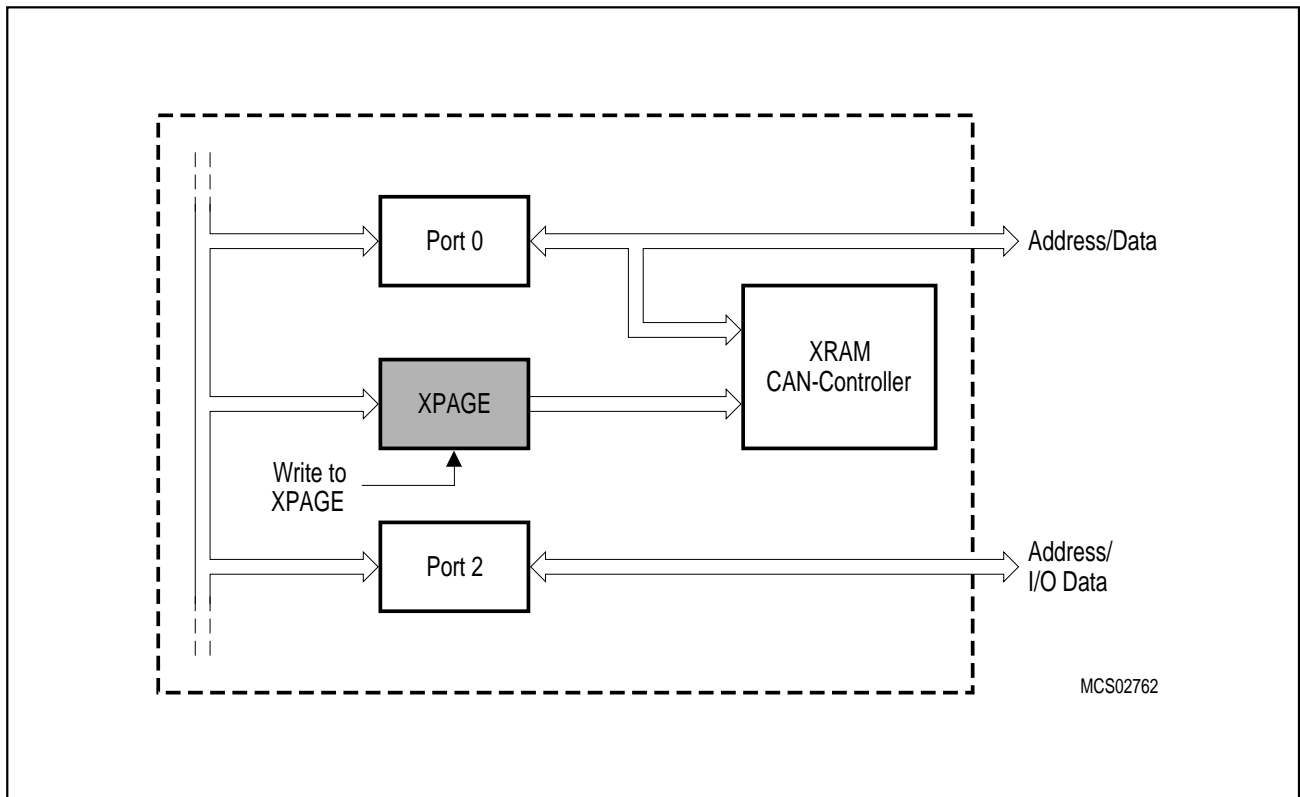 Port 0
Address/Data
XRAM
CAN-Controller
XPAGE
Write to
XPAGE
Port 2
Address/
I/O Data
MCS02762